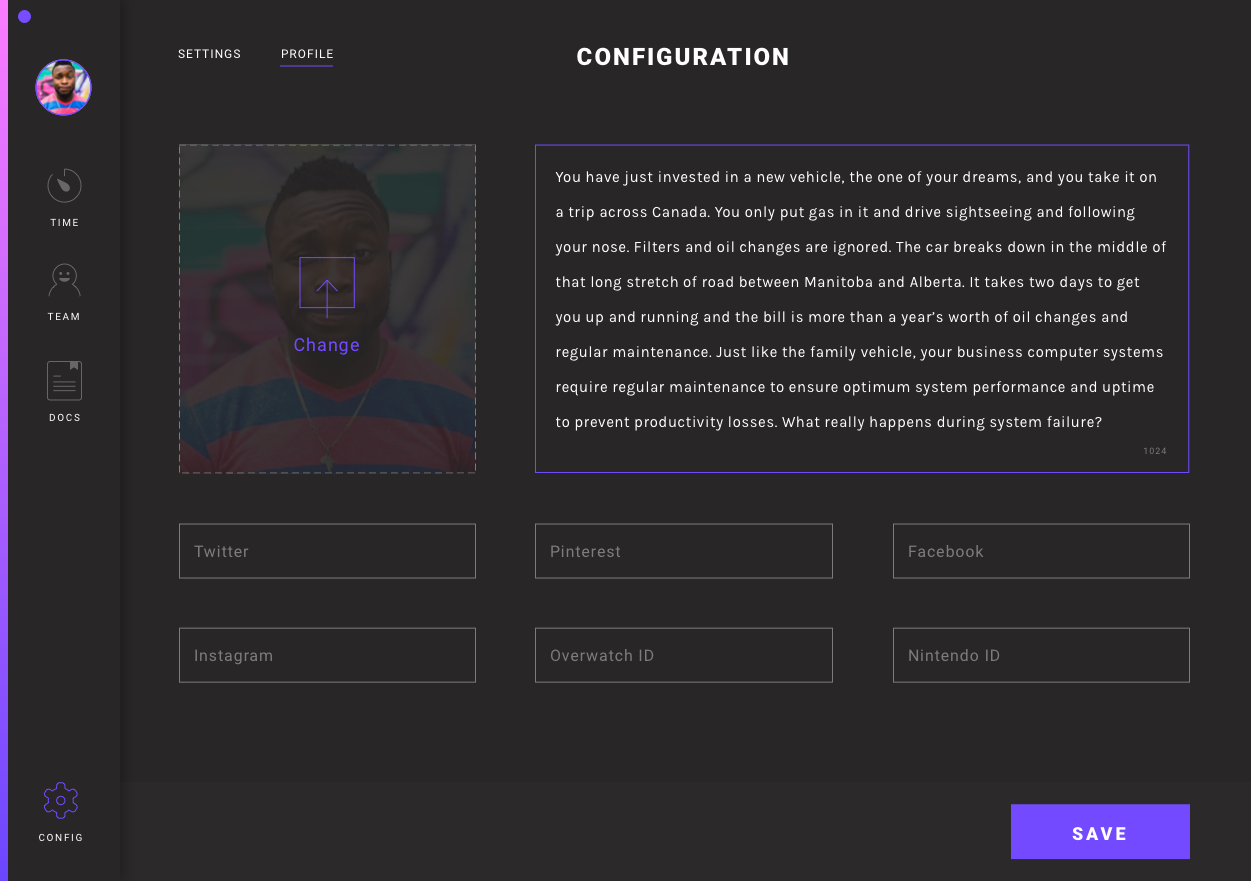 SETTINGS
PROFILE
CONFIGURATION
TIME
TEAM
DOCS
CONFIG
Change
You have just invested in a new vehicle, the one of your dreams, and you take it on
a trip across Canada. You only put gas in it and drive sightseeing and following
your nose. Filters and oil changes are ignored. The car breaks down in the middle of
that long stretch of road between Manitoba and Alberta. It takes two days to get
you up and running and the bill is more than a year’s worth of oil changes and
regular maintenance. Just like the family vehicle, your business computer systems
require regular maintenance to ensure optimum system performance and uptime
to prevent productivity losses. What really happens during system failure?
1024
Twitter
Pinterest
Facebook
Instagram
Overwatch ID
Nintendo ID
SAVE